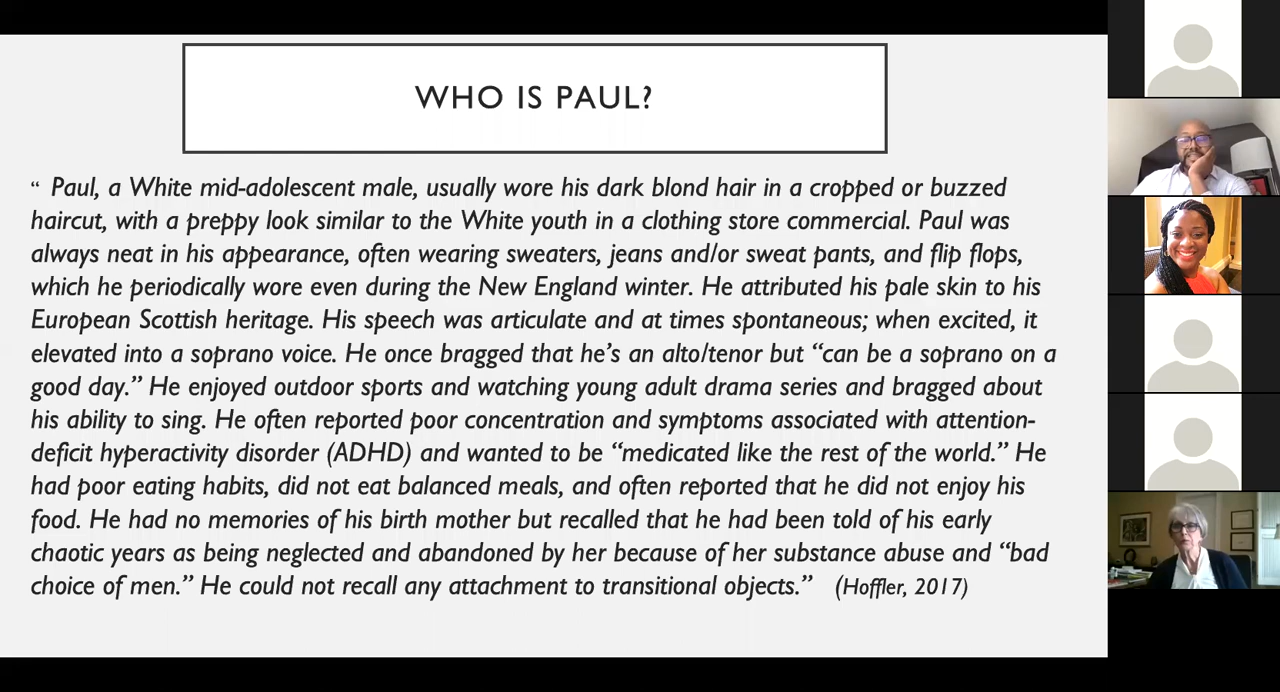 WHO IS PAUL?
“ Paul, a White mid-adolescent male, usually wore his dark blond hair in a cropped or buzzed
haircut, with a preppy look similar to the White youth in a clothing store commercial. Paul was
always neat in his appearance, often wearing sweaters, jeans and/or sweat pants, and flip flops,
which he periodically wore even during the New England winter. He attributed his pale skin to his
European Scottish heritage. His speech was articulate and at times spontaneous; when excited, it
elevated into a soprano voice. He once bragged that he’s an alto/tenor but “can be a soprano on a
good day.” He enjoyed outdoor sports and watching young adult drama series and bragged about
his ability to sing. He often reported poor concentration and symptoms associated with attention-
deficit hyperactivity disorder (ADHD) and wanted to be “medicated like the rest of the world.” He
had poor eating habits, did not eat balanced meals, and often reported that he did not enjoy his
food. He had no memories of his birth mother but recalled that he had been told of his early
chaotic years as being neglected and abandoned by her because of her substance abuse and “bad
choice of men.” He could not recall any attachment to transitional objects.” (Hoffler, 2017)